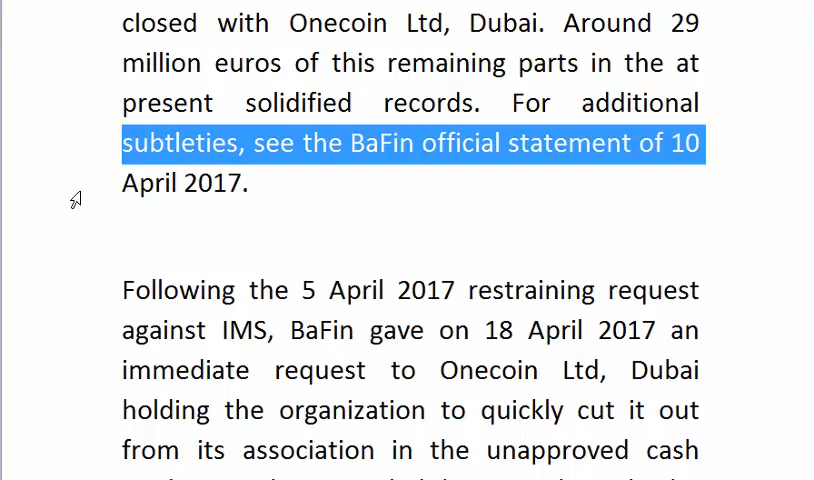 closed with Onecoin Ltd, Dubai. Around 29
million euros of this remaining parts in the at
present solidified records. For additional
subtleties, see the BaFin official statement of 10
April 2017.
Following the 5 April 2017 restraining request
against IMS, BaFin gave on 18 April 2017 an
immediate request to Onecoin Ltd, Dubai
holding the organization to quickly cut it out
from its association in the unapproved cash